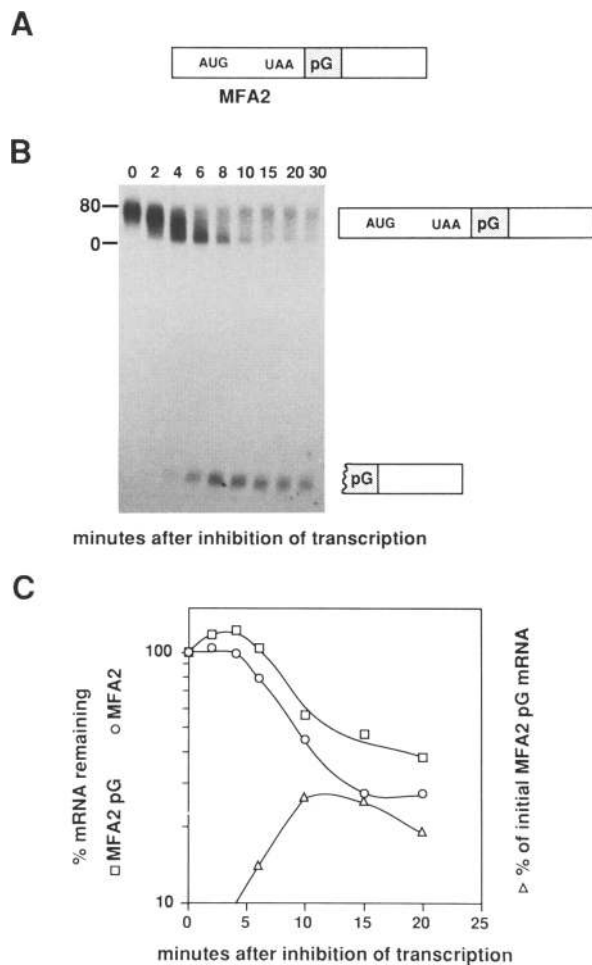 A
AUG UAA pG
MFA2
B
0 2 4 6 8 10 15 20 30
80
0
AUG UAA pG
pG
minutes after inhibition of transcription
C
% mRNA remaining
□ MFA2 pG ○ MFA2
100
10
0 5 10 15 20 25
minutes after inhibition of transcription
△ % of initial MFA2 pG mRNA